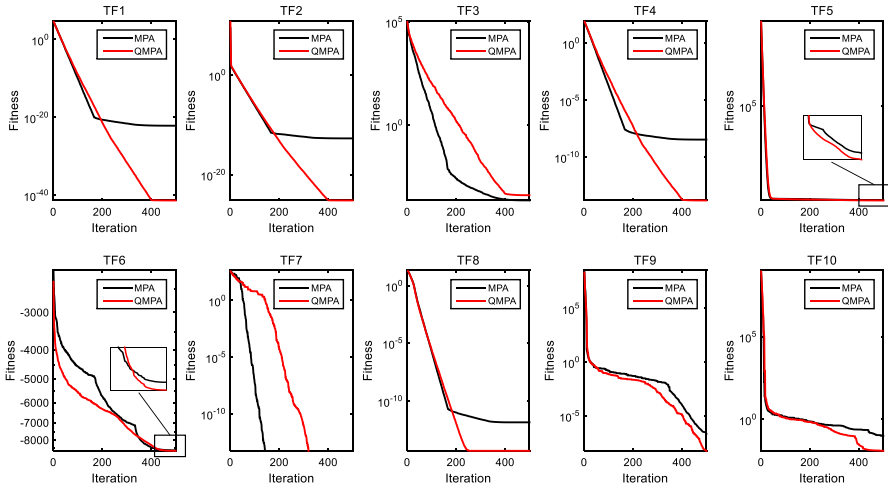 TF1
TF2
TF3
TF4
TF5
MPA
QMPA
MPA
QMPA
MPA
QMPA
MPA
QMPA
MPA
QMPA
Fitness
10^0
10^-20
10^-40
0 200 400
Iteration
Fitness
10^0
10^-20
0 200 400
Iteration
Fitness
10^5
10^0
0 200 400
Iteration
Fitness
10^0
10^-2
10^-8
10^-10
0 200 400
Iteration
Fitness
10^5
0 200 400
Iteration
TF6
TF7
TF8
TF9
TF10
MPA
QMPA
MPA
QMPA
MPA
QMPA
MPA
QMPA
MPA
QMPA
Fitness
-3000
-4000
-5000
-6000
-7000
-8000
0 200 400
Iteration
Fitness
10^0
10^-5
10^-10
0 200 400
Iteration
Fitness
10^0
10^-5
10^-10
0 200 400
Iteration
Fitness
10^5
10^0
10^-5
0 200 400
Iteration
Fitness
10^5
10^0
0 200 400
Iteration